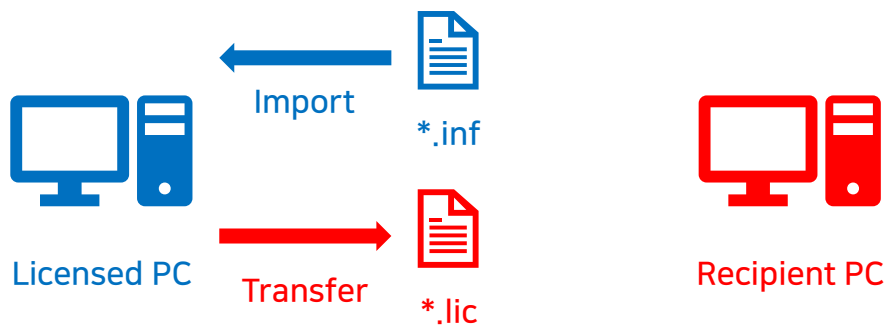 Import
*.inf
Licensed PC
Transfer
*.lic
Recipient PC